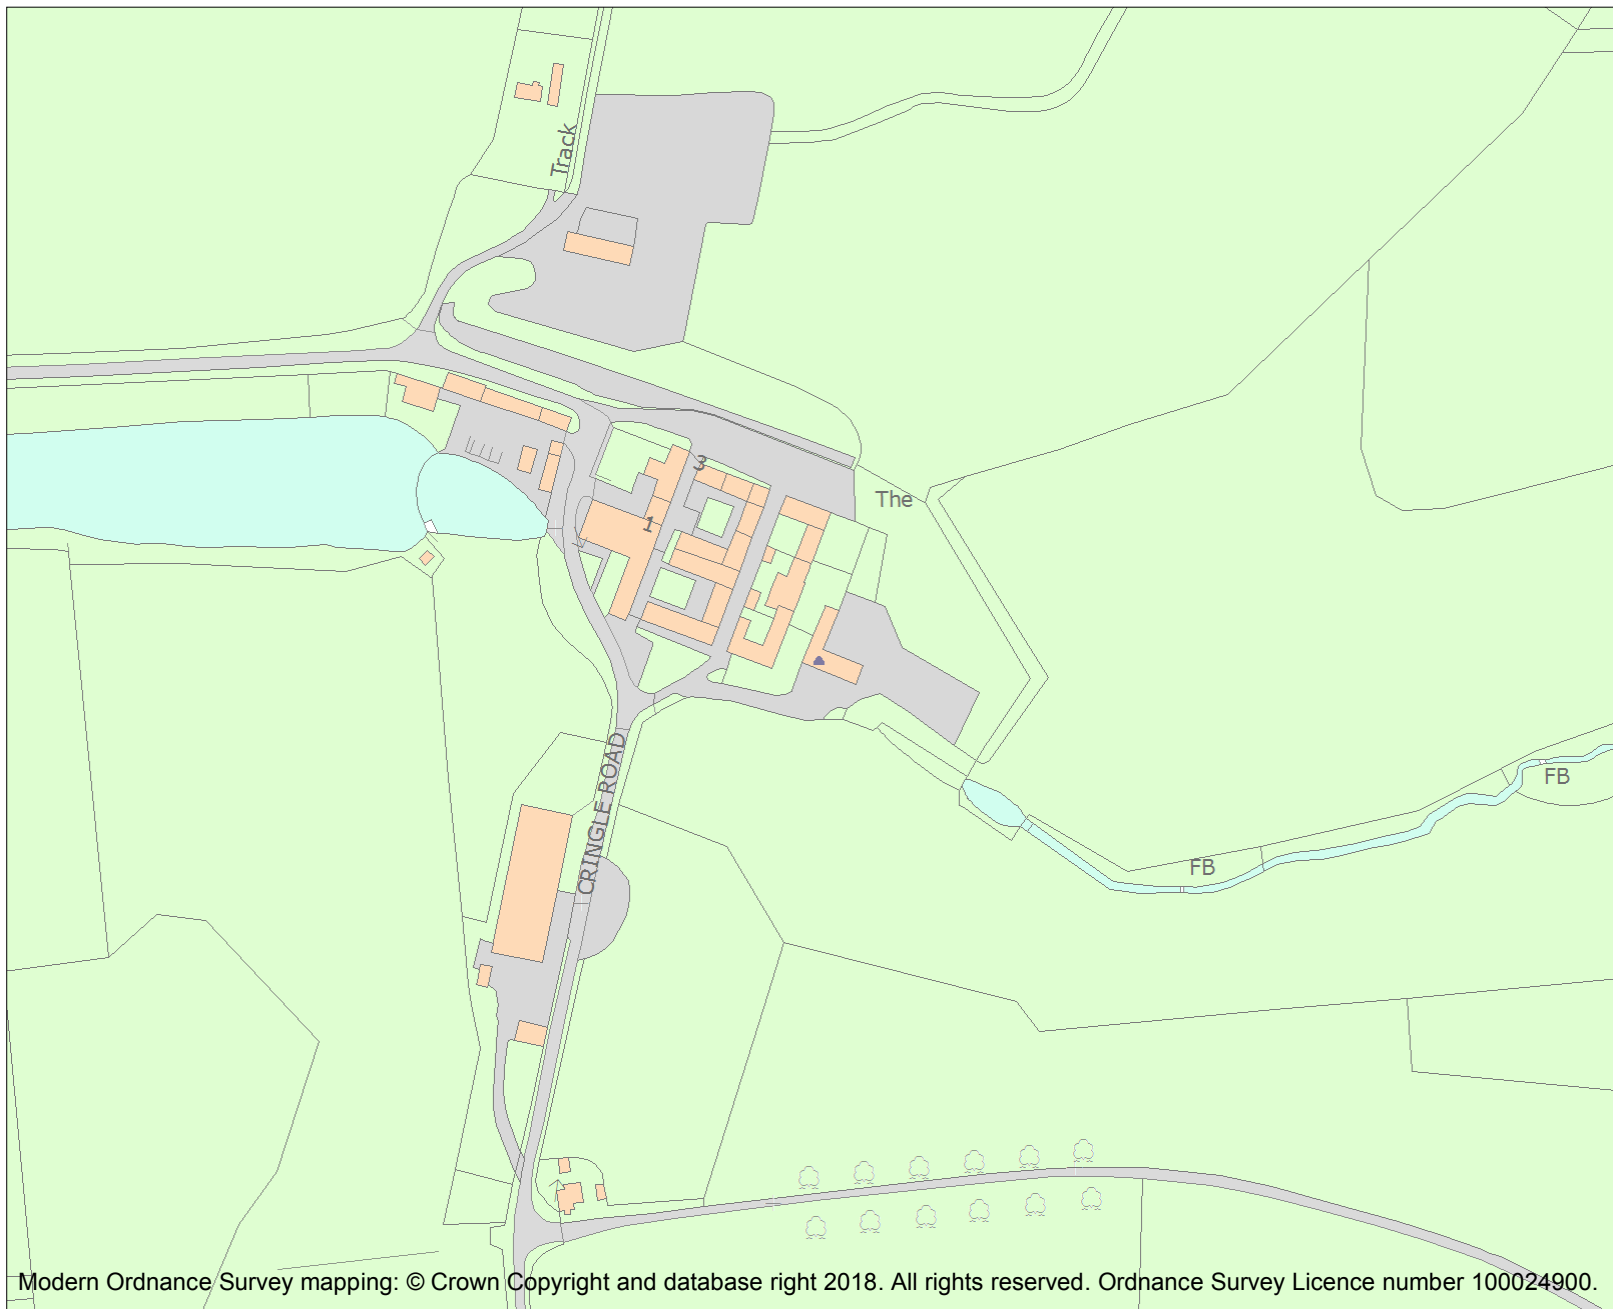 Track
3
The
1
CRINGLE ROAD
FB
FB
Modern Ordnance Survey mapping: © Crown Copyright and database right 2018. All rights reserved. Ordnance Survey Licence number 100024900.